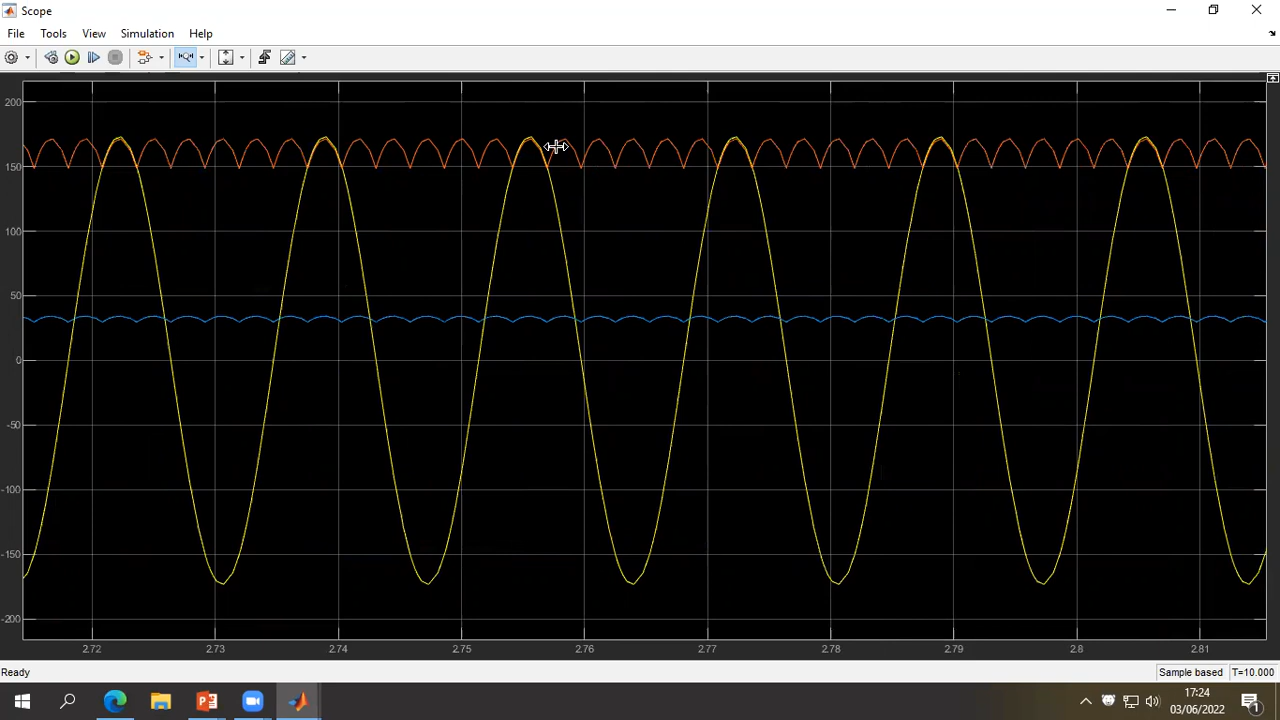 Scope
File Tools View Simulation Help
200
150
100
50
0
-50
-100
-150
-200
2.72 2.73 2.74 2.75 2.76 2.77 2.78 2.79 2.8 2.81
Ready
Sample based T=10.000
17:24
03/06/2022
1